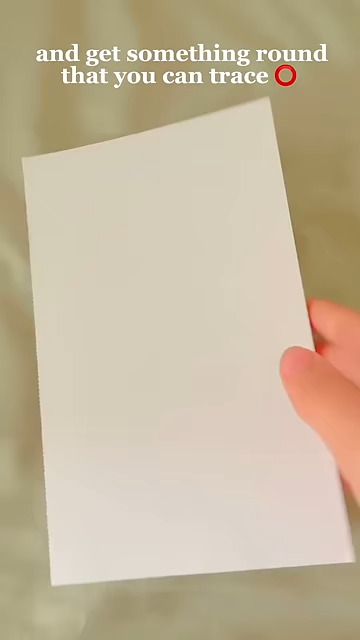 and get something round
that you can trace ⭕